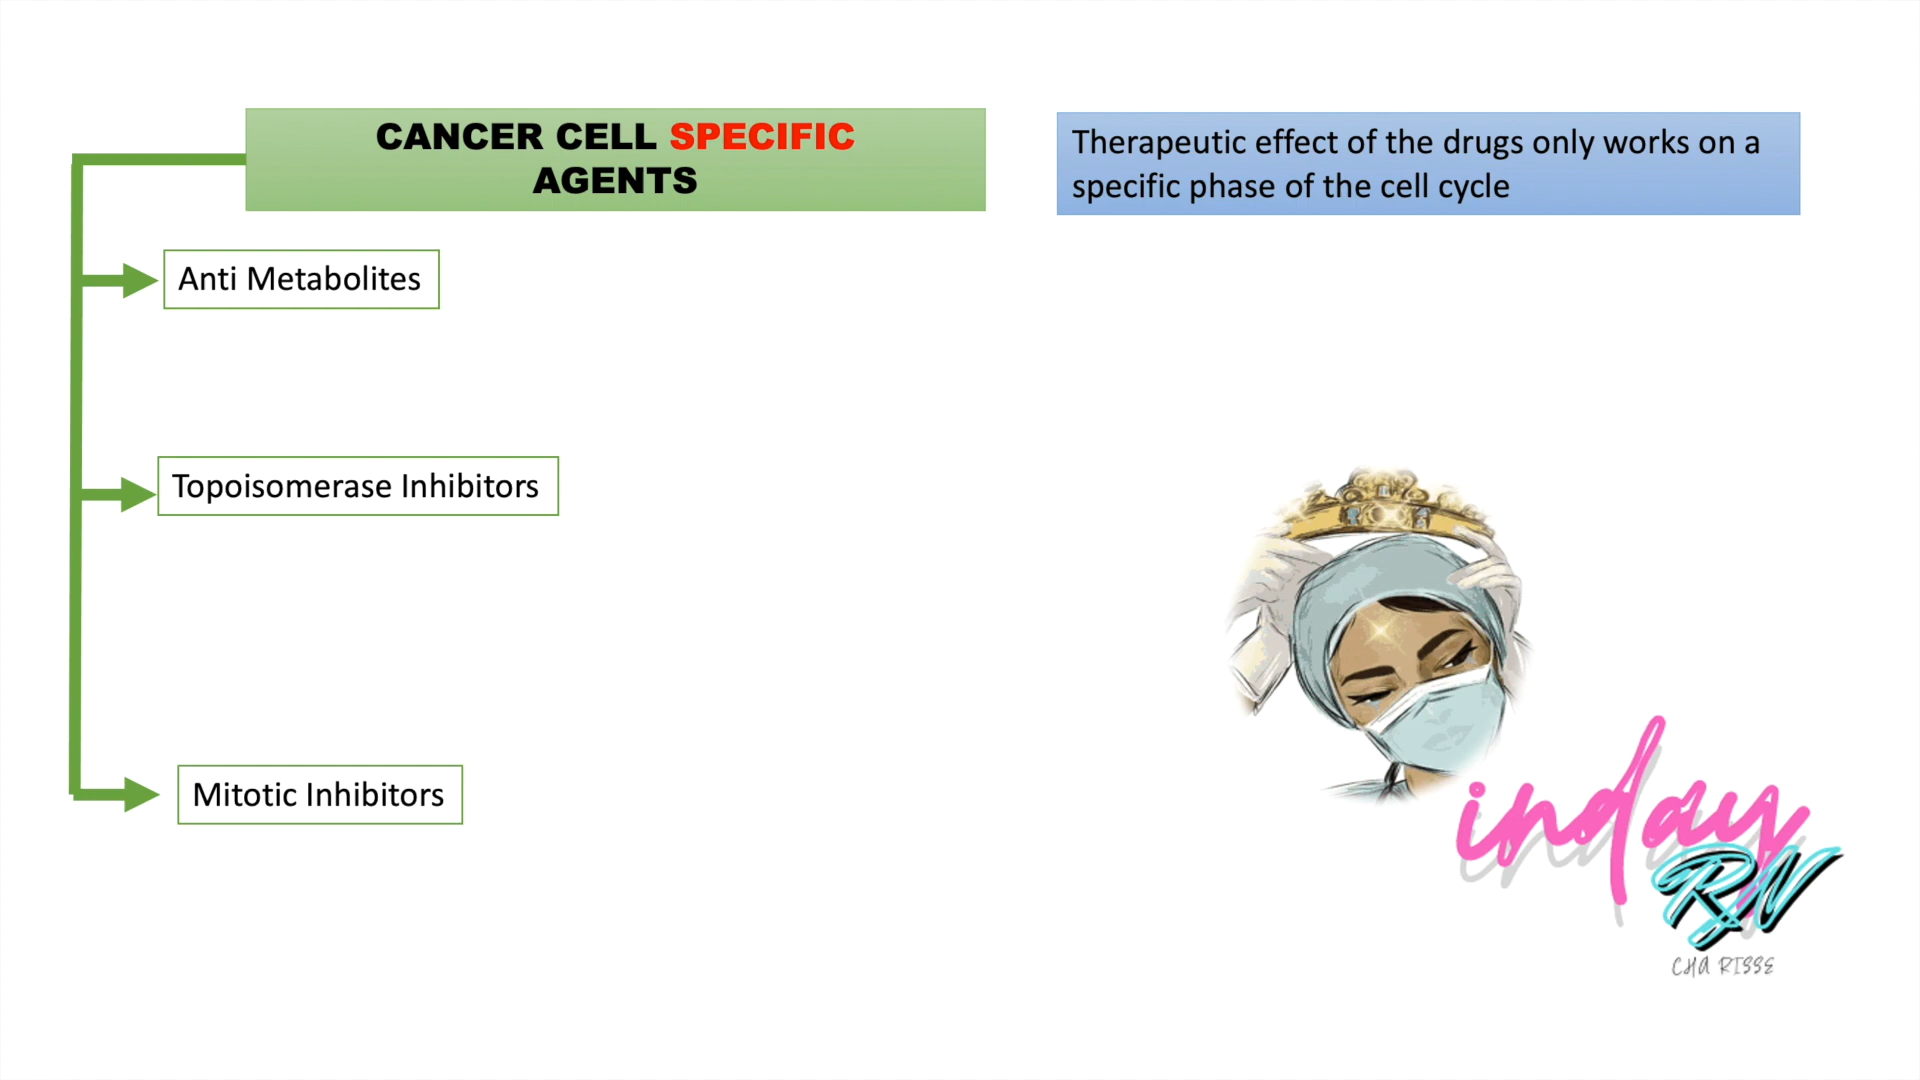 CANCER CELL SPECIFIC
AGENTS
Therapeutic effect of the drugs only works on a
specific phase of the cell cycle
Anti Metabolites
Topoisomerase Inhibitors
Mitotic Inhibitors
inday
RN
CHA RISSE